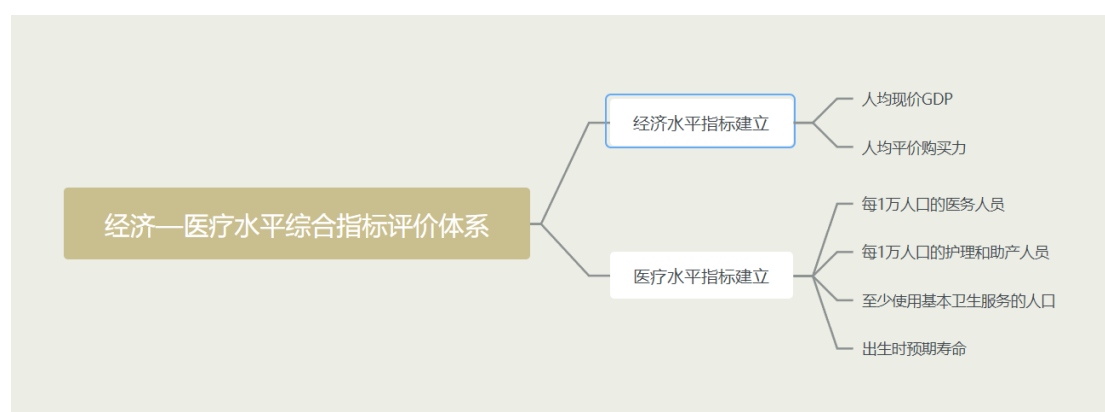 经济—医疗水平综合指标评价体系
经济水平指标建立
人均现价GDP
人均平价购买力
医疗水平指标建立
每1万人口的医务人员
每1万人口的护理和助产人员
至少使用基本卫生服务的人口
出生时预期寿命